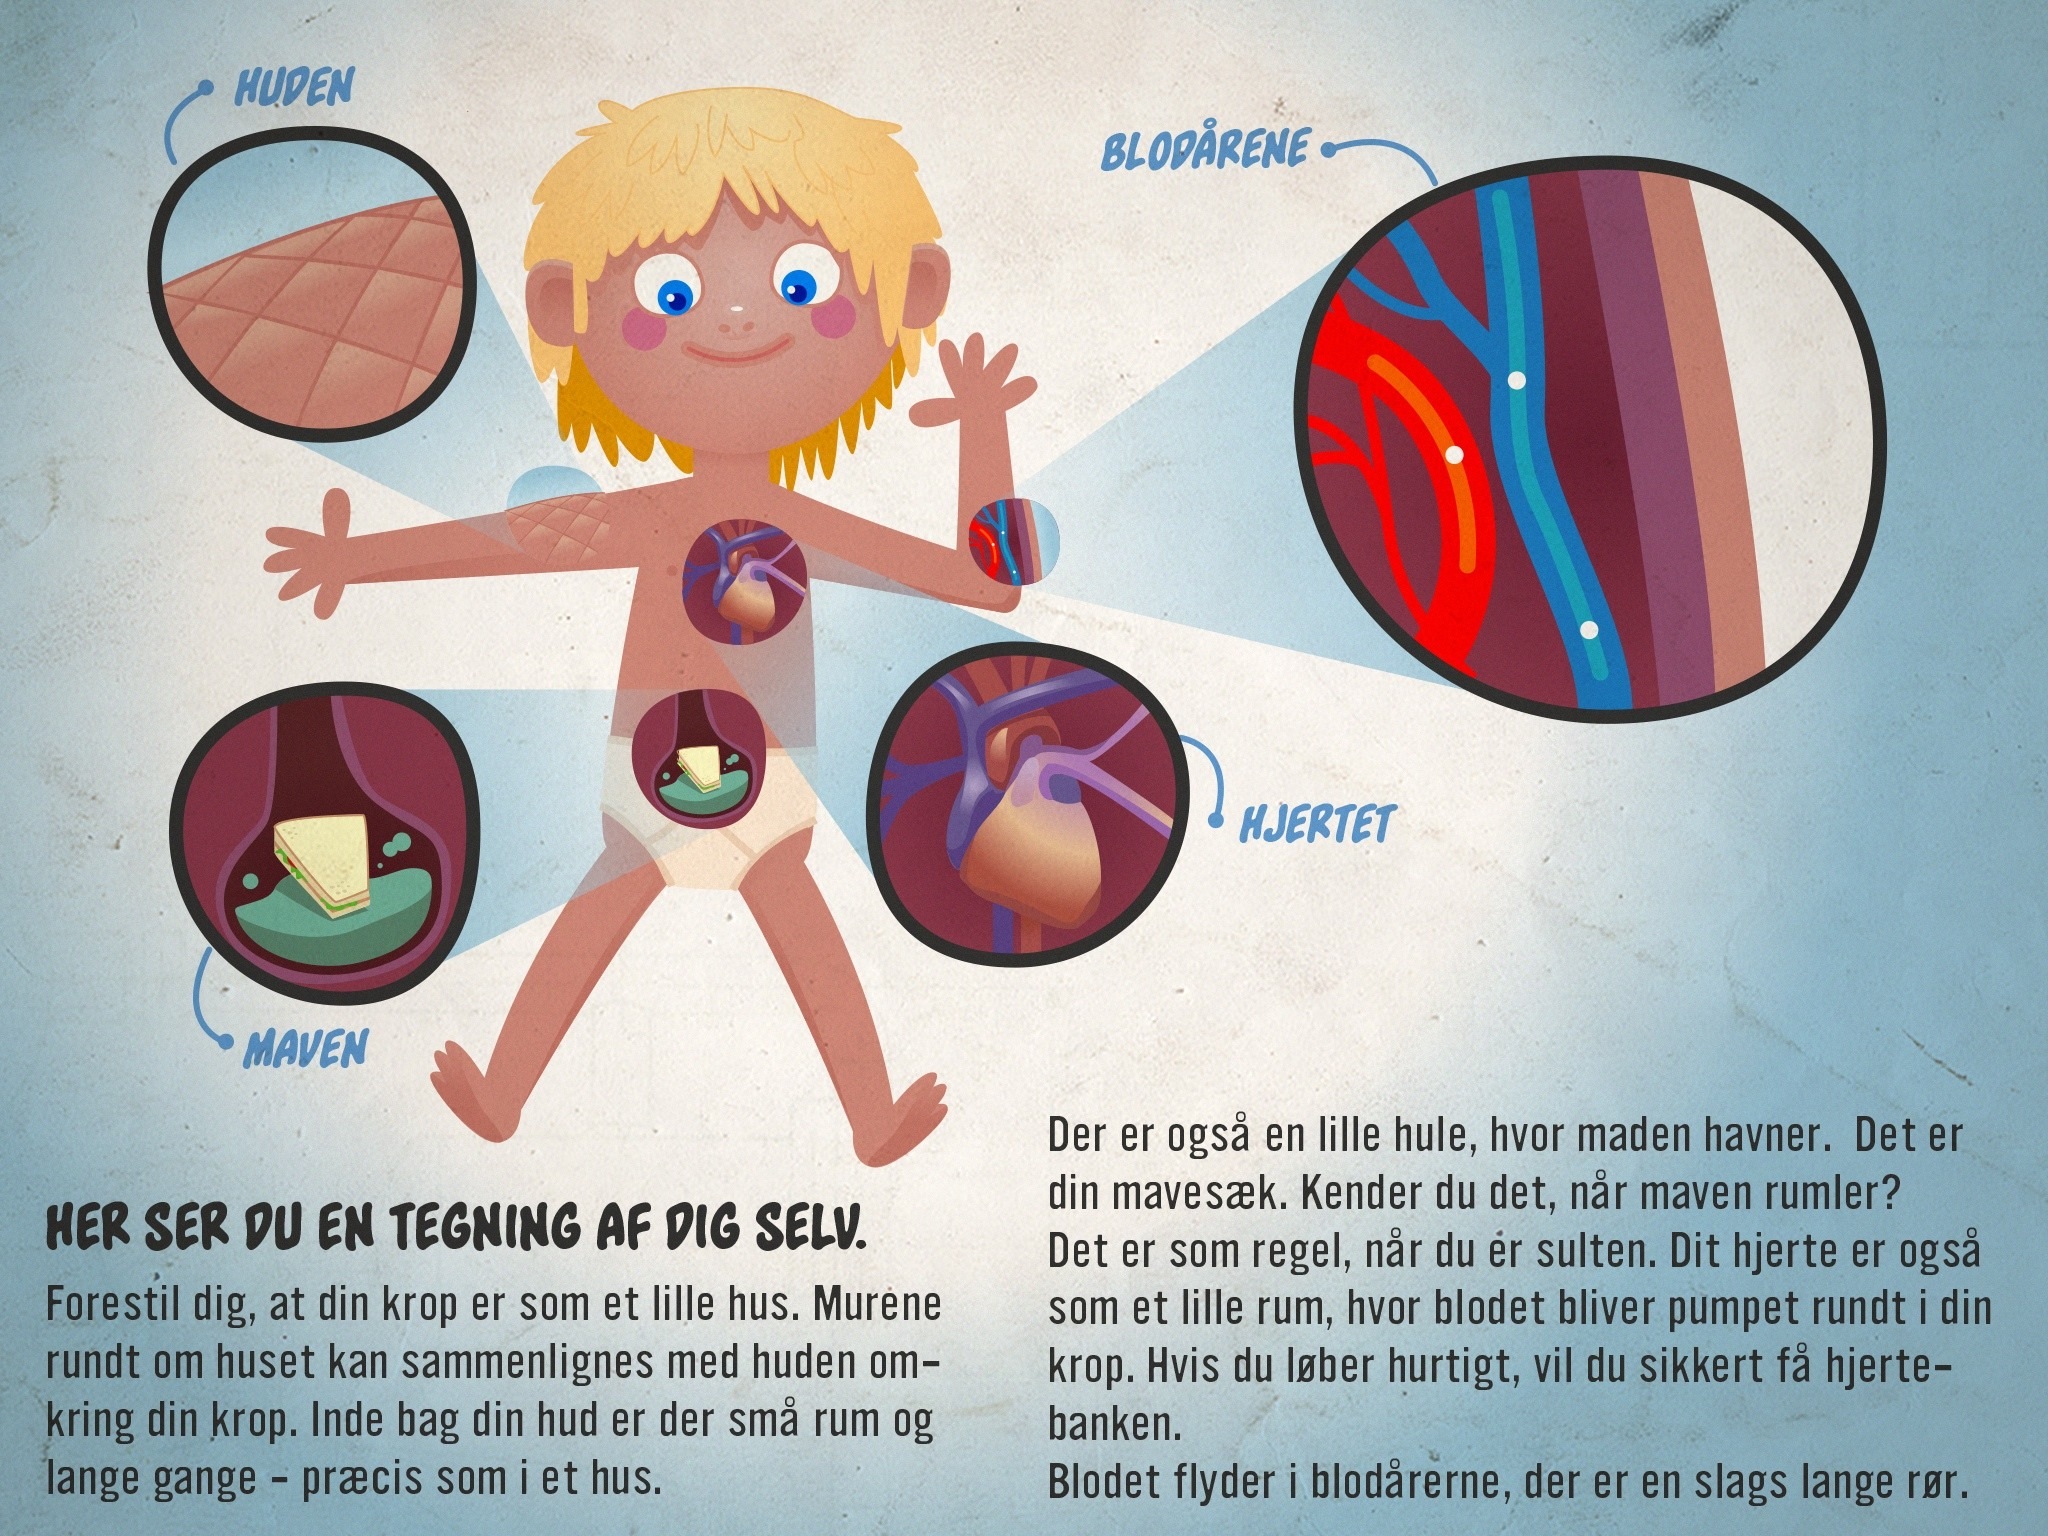 HUDEN
BLODÅRENE
HJERTET
MAVEN
HER SER DU EN TEGNING AF DIG SELV.
Forestil dig, at din krop er som et lille hus. Murene
rundt om huset kan sammenlignes med huden om-
kring din krop. Inde bag din hud er der små rum og
lange gange - præcis som i et hus.
Der er også en lille hule, hvor maden havner.  Det er
din mavesæk. Kender du det, når maven rumler?
Det er som regel, når du er sulten. Dit hjerte er også
som et lille rum, hvor blodet bliver pumpet rundt i din
krop. Hvis du løber hurtigt, vil du sikkert få hjerte-
banken.
Blodet flyder i blodårerne, der er en slags lange rør.